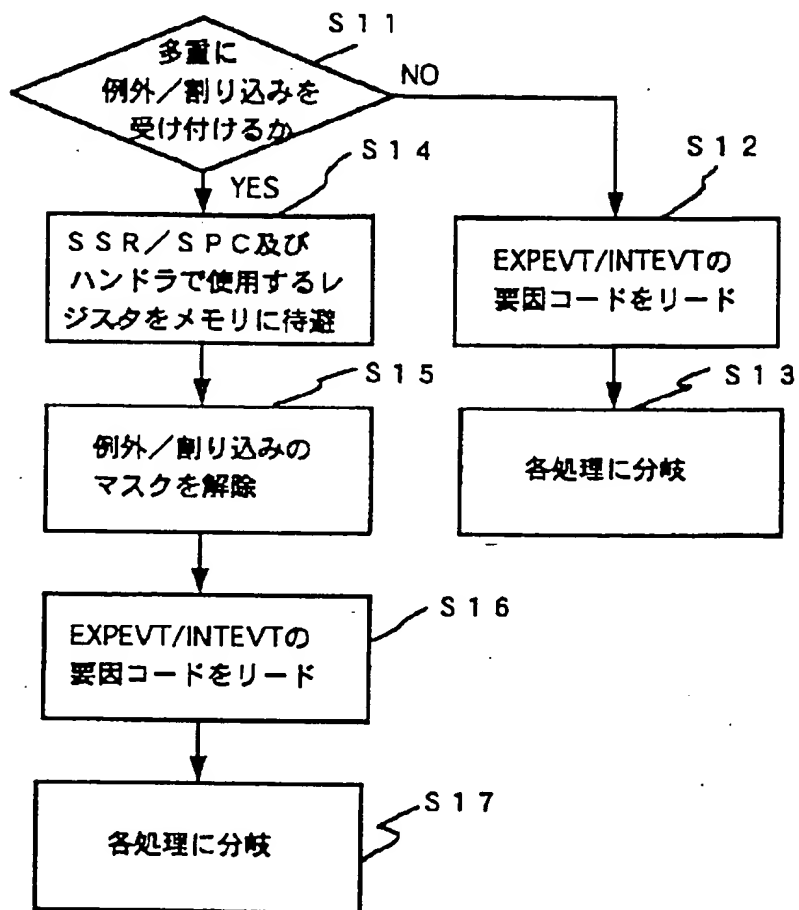 S11
多重に
例外／割り込みを
受け付けるか
NO
YES
S14
SSR／SPC及び
ハンドラで使用するレ
ジスタをメモリに待避
S12
EXPEVT/INTEVTの
要因コードをリード
S15
例外／割り込みの
マスクを解除
S13
各処理に分岐
S16
EXPEVT/INTEVTの
要因コードをリード
S17
各処理に分岐